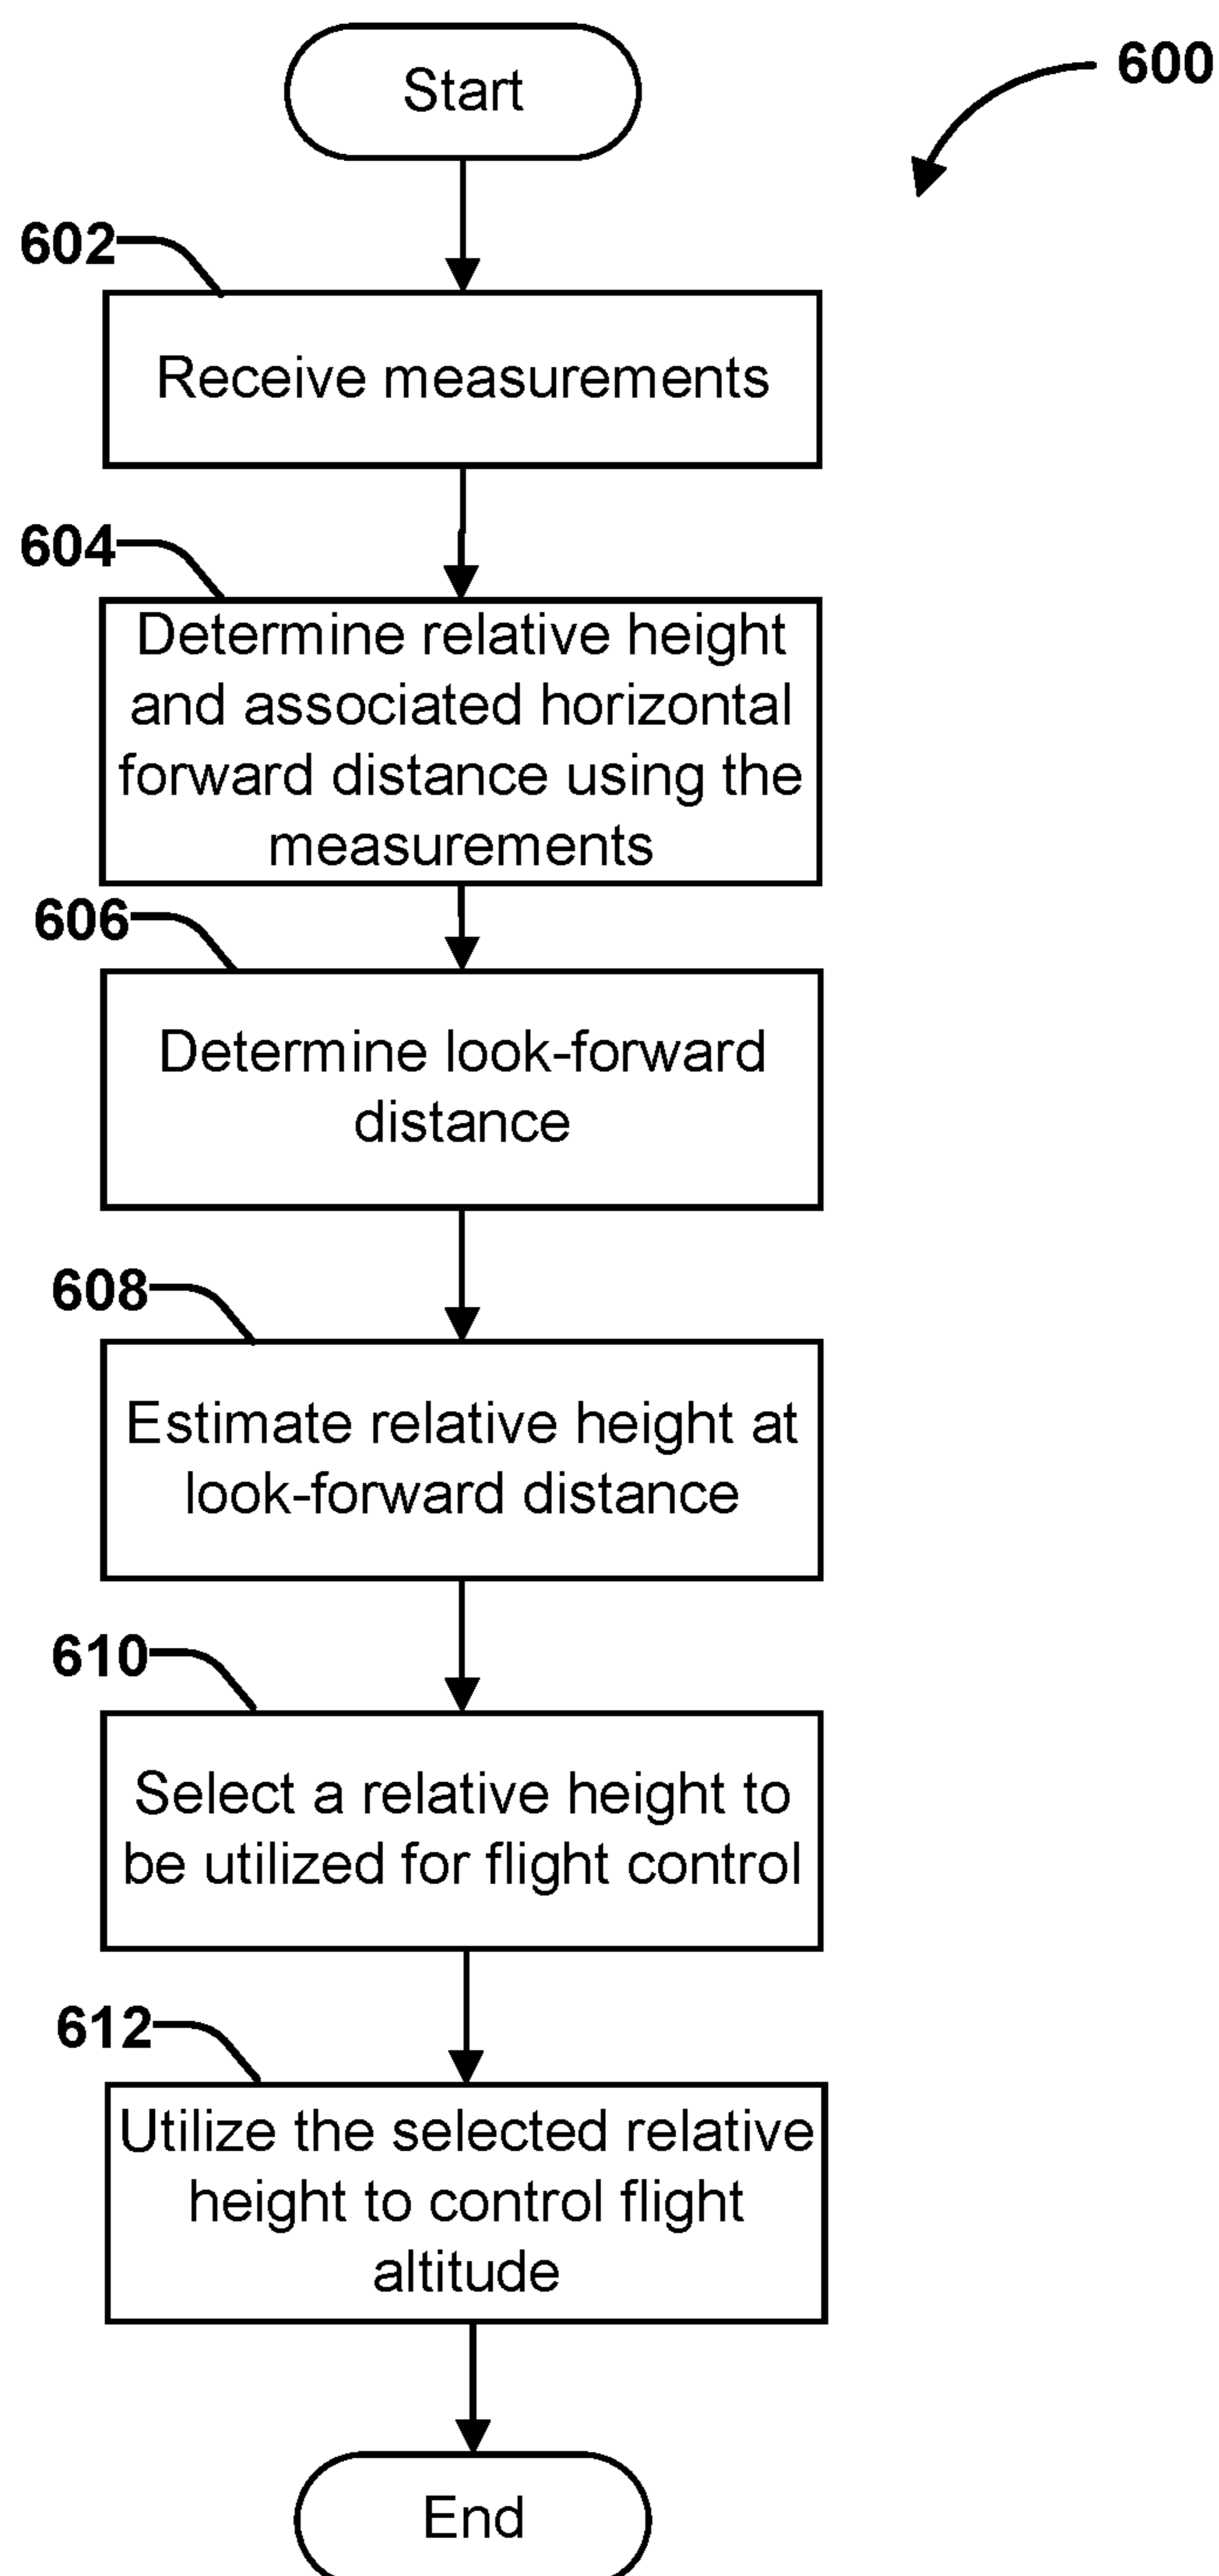 Start
600
602
Receive measurements
604
Determine relative height
and associated horizontal
forward distance using the
measurements
606
Determine look-forward
distance
608
Estimate relative height at
look-forward distance
610
Select a relative height to
be utilized for flight control
612
Utilize the selected relative
height to control flight
altitude
End